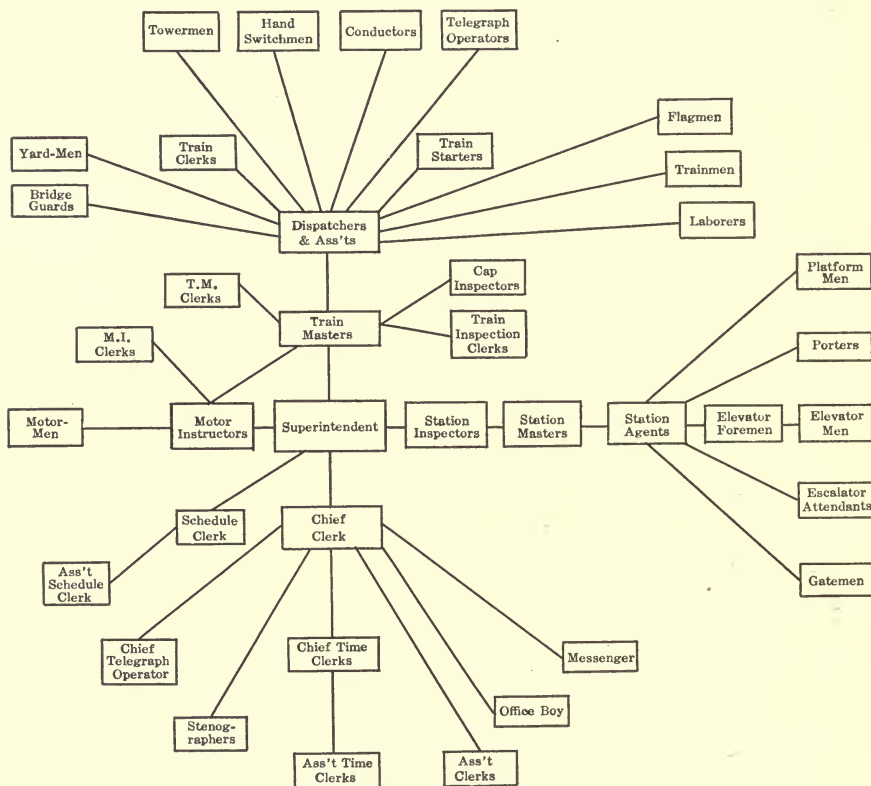 Towermen
Hand
Switchmen
Conductors
Telegraph
Operators
Yard-Men
Train
Clerks
Train
Starters
Flagmen
Trainmen
Bridge
Guards
Dispatchers
& Ass'ts
Laborers
T.M.
Clerks
Cap
Inspectors
Platform
Men
M.I.
Clerks
Train
Masters
Train
Inspection
Clerks
Porters
Motor-
Men
Motor
Instructors
Superintendent
Station
Inspectors
Station
Masters
Station
Agents
Elevator
Foremen
Elevator
Men
Schedule
Clerk
Chief
Clerk
Escalator
Attendants
Ass't
Schedule
Clerk
Gatemen
Chief
Telegraph
Operator
Chief Time
Clerks
Messenger
Stenog-
raphers
Office Boy
Ass't Time
Clerks
Ass't
Clerks